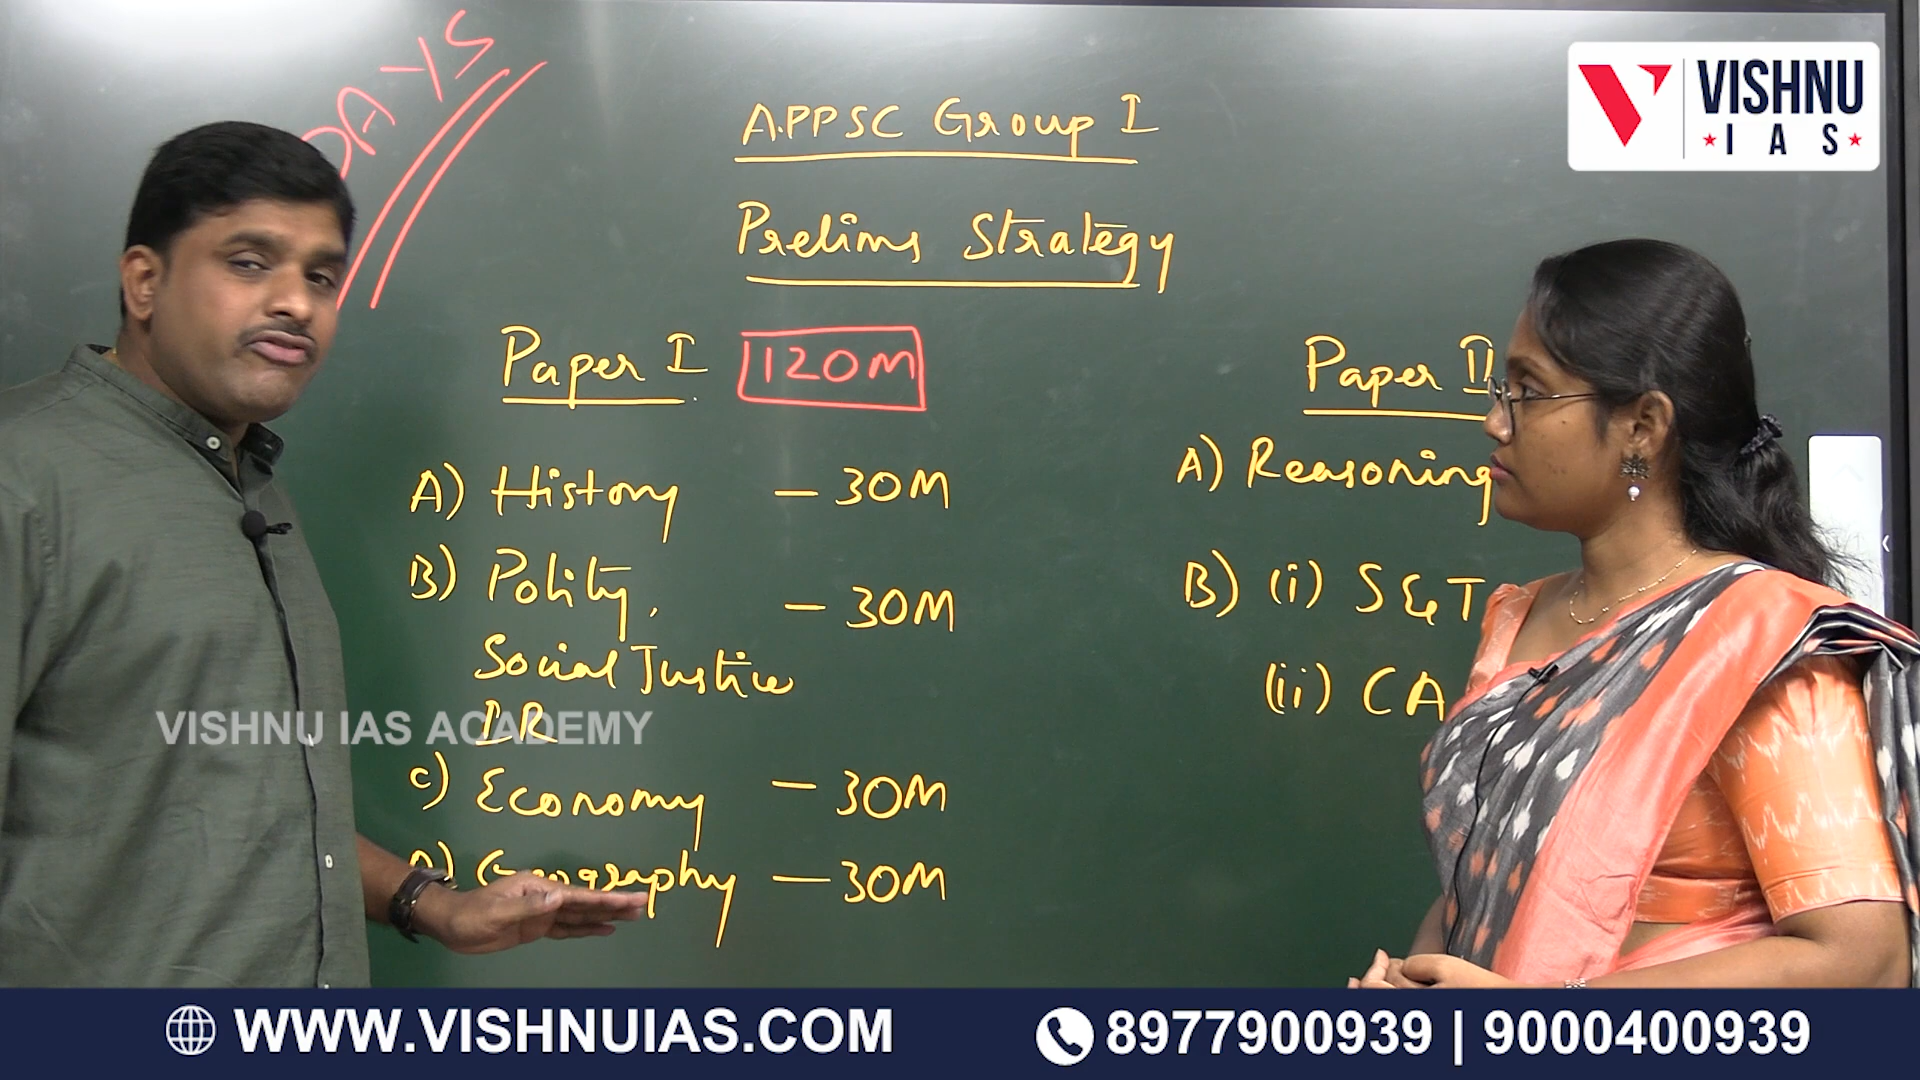 DAYS
VISHNU
IAS
APPSC Group I
Prelims Strategy
Paper I 120M
A) History - 30M
B) Polity, - 30M
Social Justice
IR
C) Economy - 30M
D) Geography - 30M
Paper II
A) Reasoning
B) (i) S&T
(ii) CA
VISHNU IAS ACADEMY
WWW.VISHNUIAS.COM
8977900939 | 9000400939